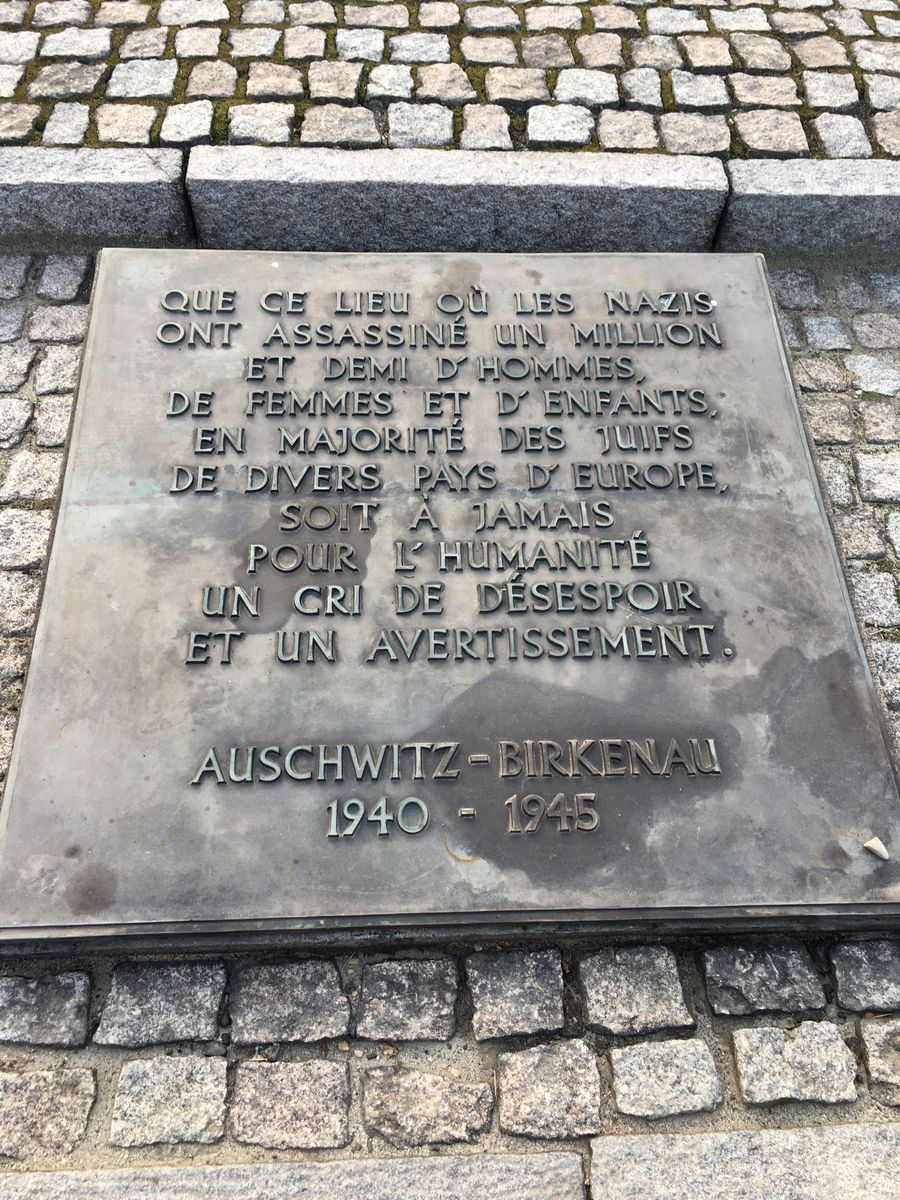 QUE CE LIEU OÙ LES NAZIS
ONT ASSASSINÉ UN MILLION
ET DEMI D'HOMMES,
DE FEMMES ET D'ENFANTS,
EN MAJORITÉ DES JUIFS
DE DIVERS PAYS D'EUROPE,
SOIT À JAMAIS
POUR L'HUMANITÉ
UN CRI DE DÉSESPOIR
ET UN AVERTISSEMENT.
AUSCHWITZ-BIRKENAU
1940 - 1945